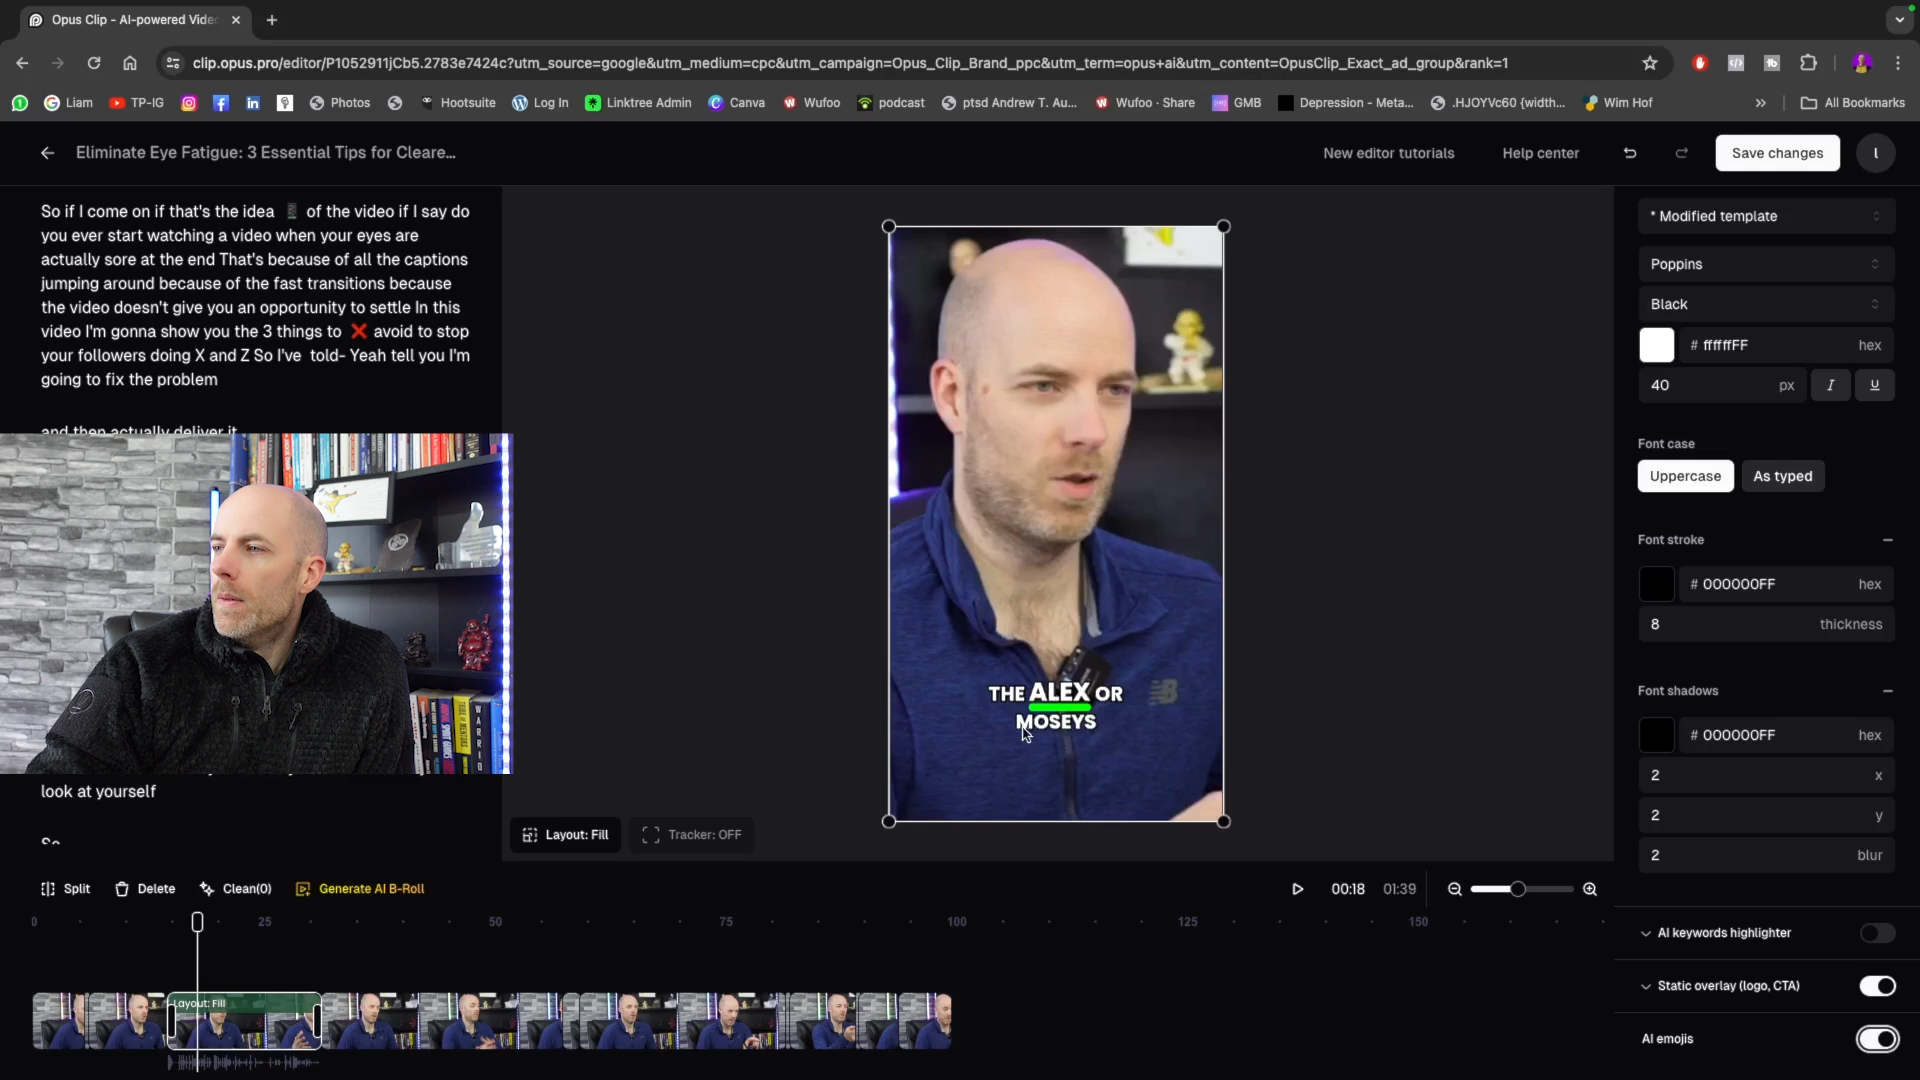 Opus Clip - AI-powered Vide
clip.opus.pro/editor/P1052911jCb5.2783e7424c?utm_source=google&utm_medium=cpc&utm_campaign=Opus_Clip_Brand_ppc&utm_term=opus+ai&utm_content=OpusClip_Exact_ad_group&rank=1
Liam
TP-IG
Photos
Hootsuite
Log In
Linktree Admin
Canva
Wufoo
podcast
ptsd Andrew T. Au...
Wufoo · Share
GMB
Depression - Meta...
.HJOYVc60 {width...
Wim Hof
»
All Bookmarks
Eliminate Eye Fatigue: 3 Essential Tips for Cleare...
New editor tutorials
Help center
Save changes
l
So if I come on if that's the idea 📱 of the video if I say do
you ever start watching a video when your eyes are
actually sore at the end That's because of all the captions
jumping around because of the fast transitions because
the video doesn't give you an opportunity to settle In this
video I'm gonna show you the 3 things to ❌ avoid to stop
your followers doing X and Z So I've told- Yeah tell you I'm
going to fix the problem
and then actually deliver it
look at yourself
So
THE ALEX OR
MOSEYS
Layout: Fill
Tracker: OFF
* Modified template
Poppins
Black
# ffffffFF hex
40 px I U
Font case
Uppercase
As typed
Font stroke
# 000000FF hex
8 thickness
Font shadows
# 000000FF hex
2 x
2 y
2 blur
AI keywords highlighter
Static overlay (logo, CTA)
AI emojis
Split
Delete
Clean(0)
Generate AI B-Roll
00:18 01:39
0 25 50 75 100 125 150
Layout: Fill
WARRIO